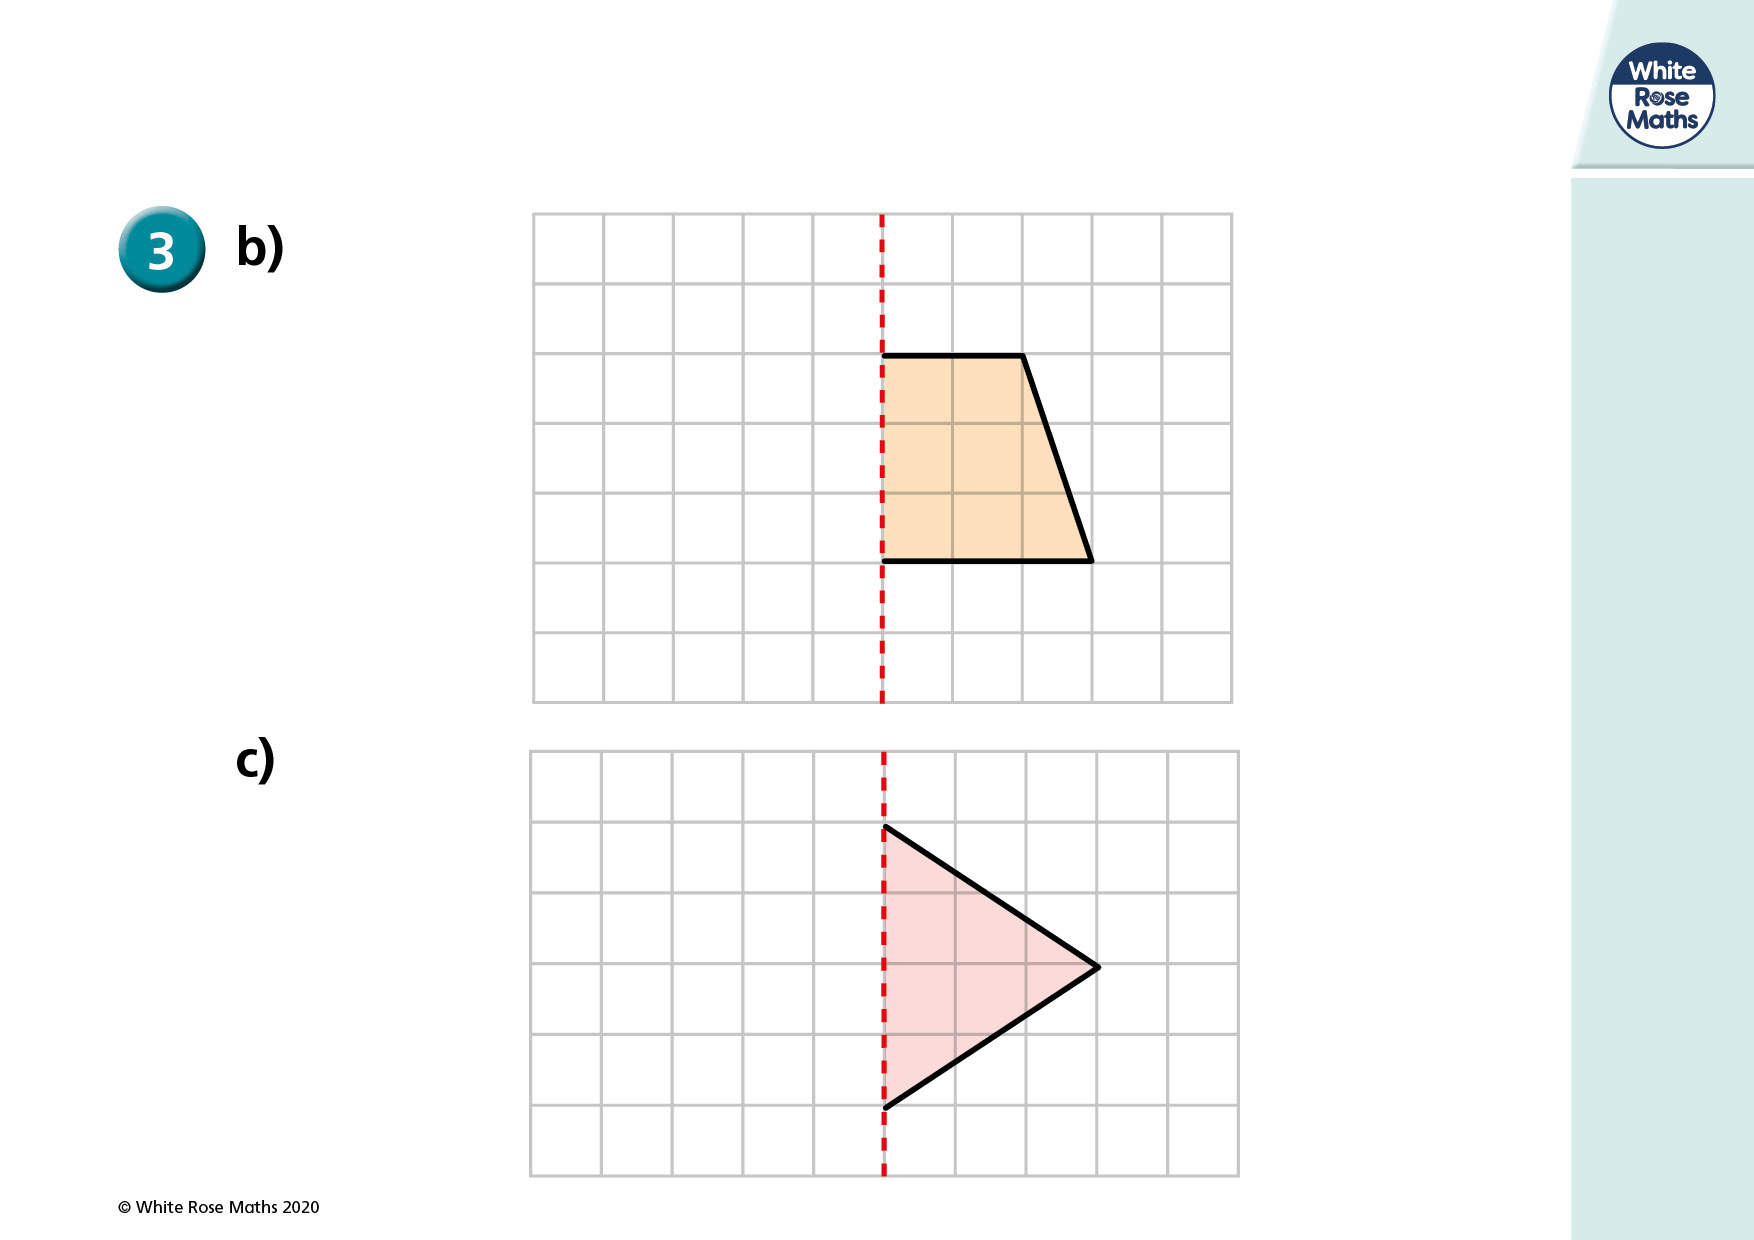 White
Rose
Maths
3 b)
c)
© White Rose Maths 2020